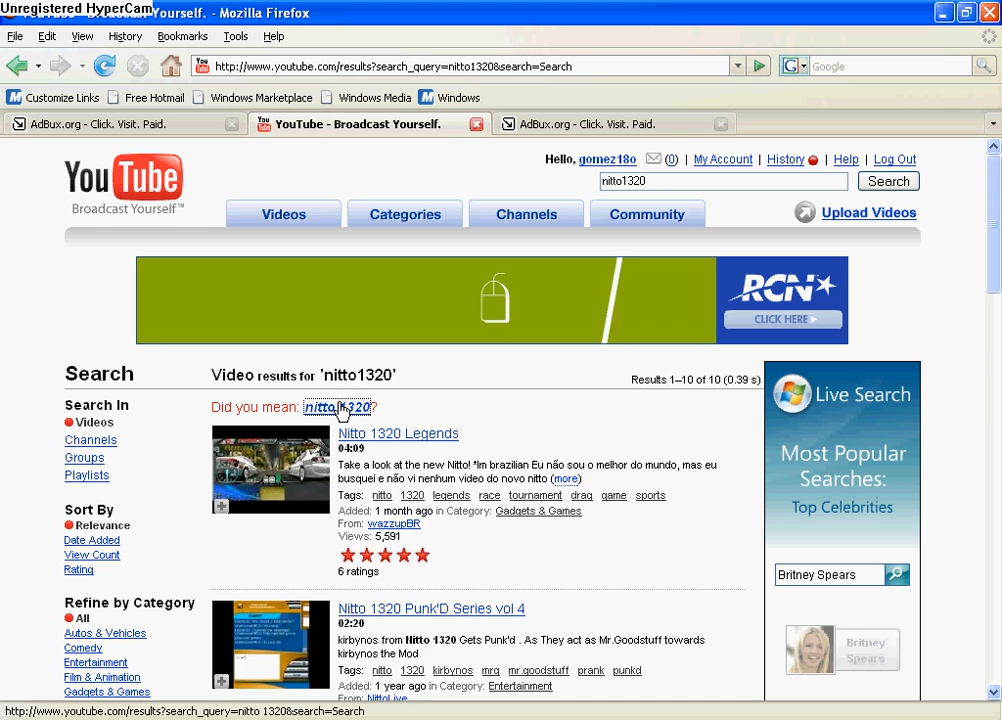 Unregistered HyperCam
Yourself. - Mozilla Firefox
File Edit View History Bookmarks Tools Help
http://www.youtube.com/results?search_query=nitto1320&search=Search
G Google
Customize Links Free Hotmail Windows Marketplace Windows Media Windows
AdBux.org - Click. Visit. Paid.
YouTube - Broadcast Yourself.
AdBux.org - Click. Visit. Paid.
Hello, gomez18o (0) | My Account | History | Help | Log Out
YouTube
Broadcast Yourself™
nitto1320 Search
Videos Categories Channels Community Upload Videos
RCN
CLICK HERE
Search
Video results for 'nitto1320'
Results 1–10 of 10 (0.39 s)
Search In
Videos
Channels
Groups
Playlists
Sort By
Relevance
Date Added
View Count
Rating
Refine by Category
All
Autos & Vehicles
Comedy
Entertainment
Film & Animation
Gadgets & Games
Did you mean: nitto 1320?
Nitto 1320 Legends
04:09
Take a look at the new Nitto! *Im brazilian Eu não sou o melhor do mundo, mas eu
busquei e não vi nenhum video do novo nitto (more)
Tags: nitto 1320 legends race tournament drag game sports
Added: 1 month ago in Category: Gadgets & Games
From: wazzupBR
Views: 5,591
6 ratings
Nitto 1320 Punk'D Series vol 4
02:20
kirbynos from Nitto 1320 Gets Punk'd . As They act as Mr.Goodstuff towards
kirbynos the Mod
Tags: nitto 1320 kirbynos mrg mr.goodstuff prank punkd
Added: 1 year ago in Category: Entertainment
From: NittoLive
Live Search
Most Popular
Searches:
Top Celebrities
Britney Spears
Britney
Spears
http://www.youtube.com/results?search_query=nitto 1320&search=Search